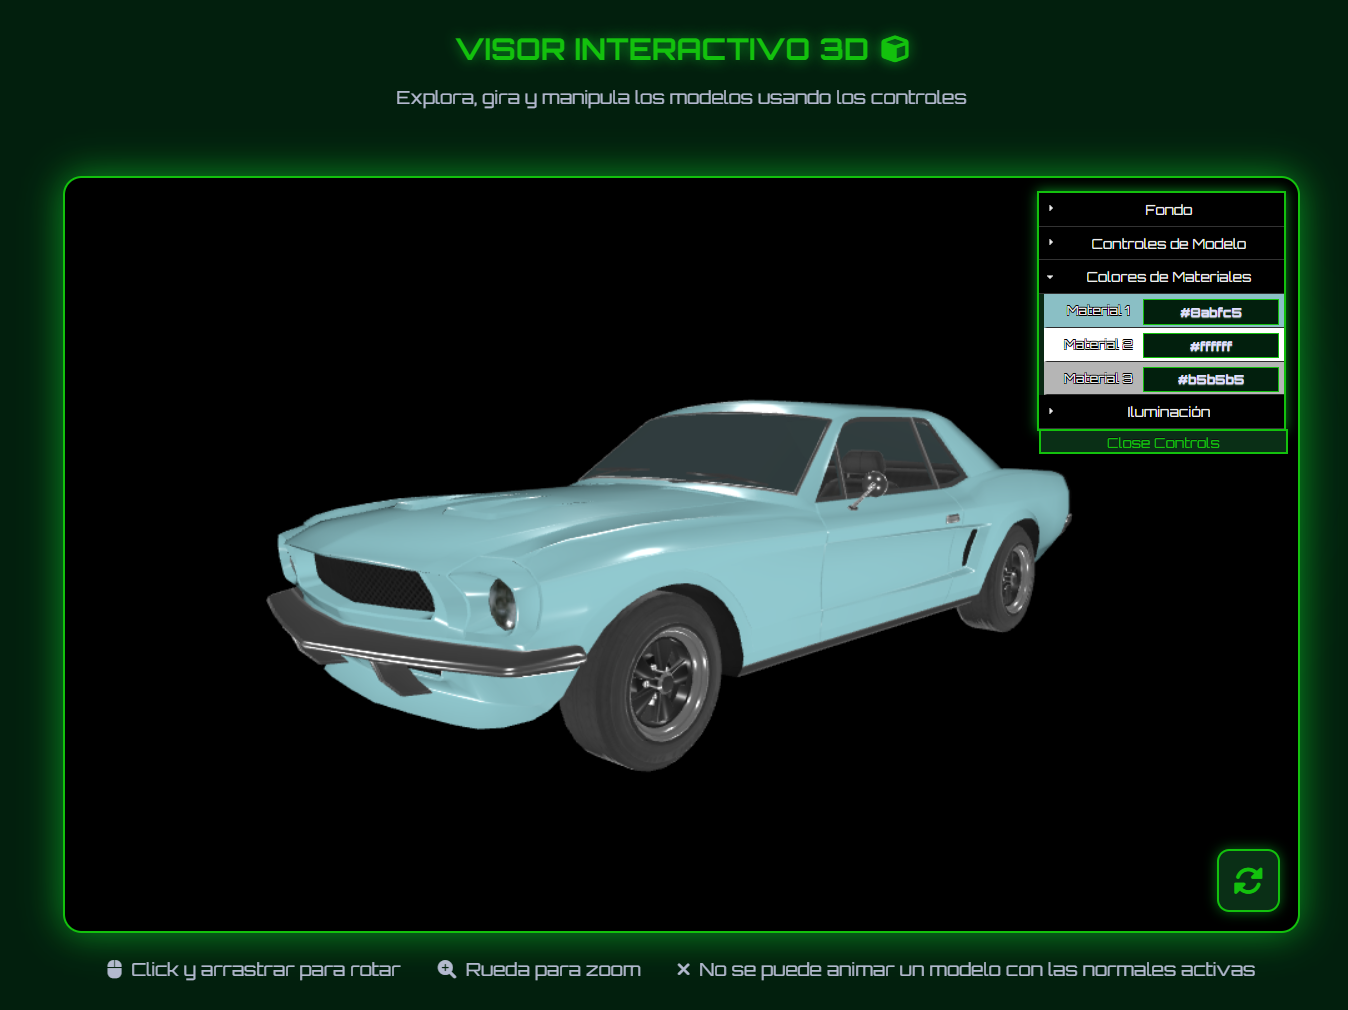 VISOR INTERACTIVO 3D
Explora, gira y manipula los modelos usando los controles
Fondo
Controles de Modelo
Colores de Materiales
Material 1 #8abfc5
Material 2 #ffffff
Material 3 #b5b5b5
Iluminación
Close Controls
Click y arrastrar para rotar
Rueda para zoom
No se puede animar un modelo con las normales activas